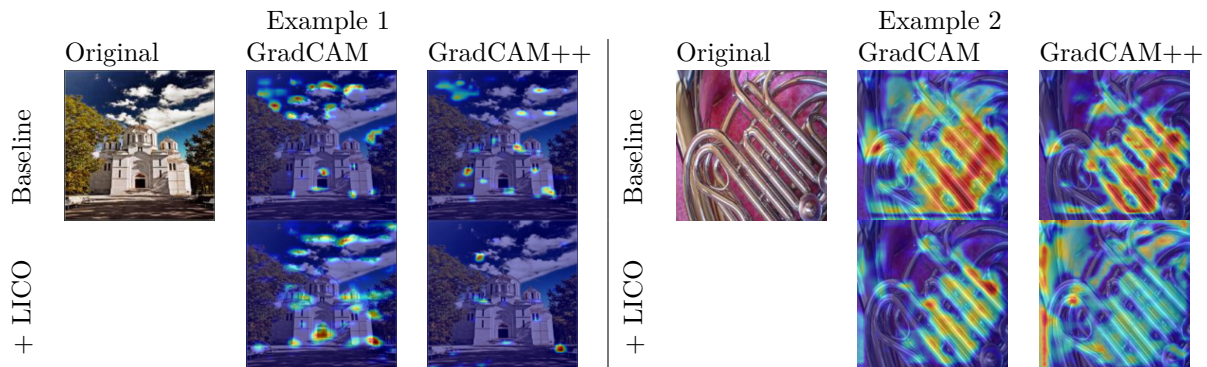 Example 1
Example 2
Original GradCAM GradCAM++
Original GradCAM GradCAM++
Baseline
Baseline
+ LICO
+ LICO